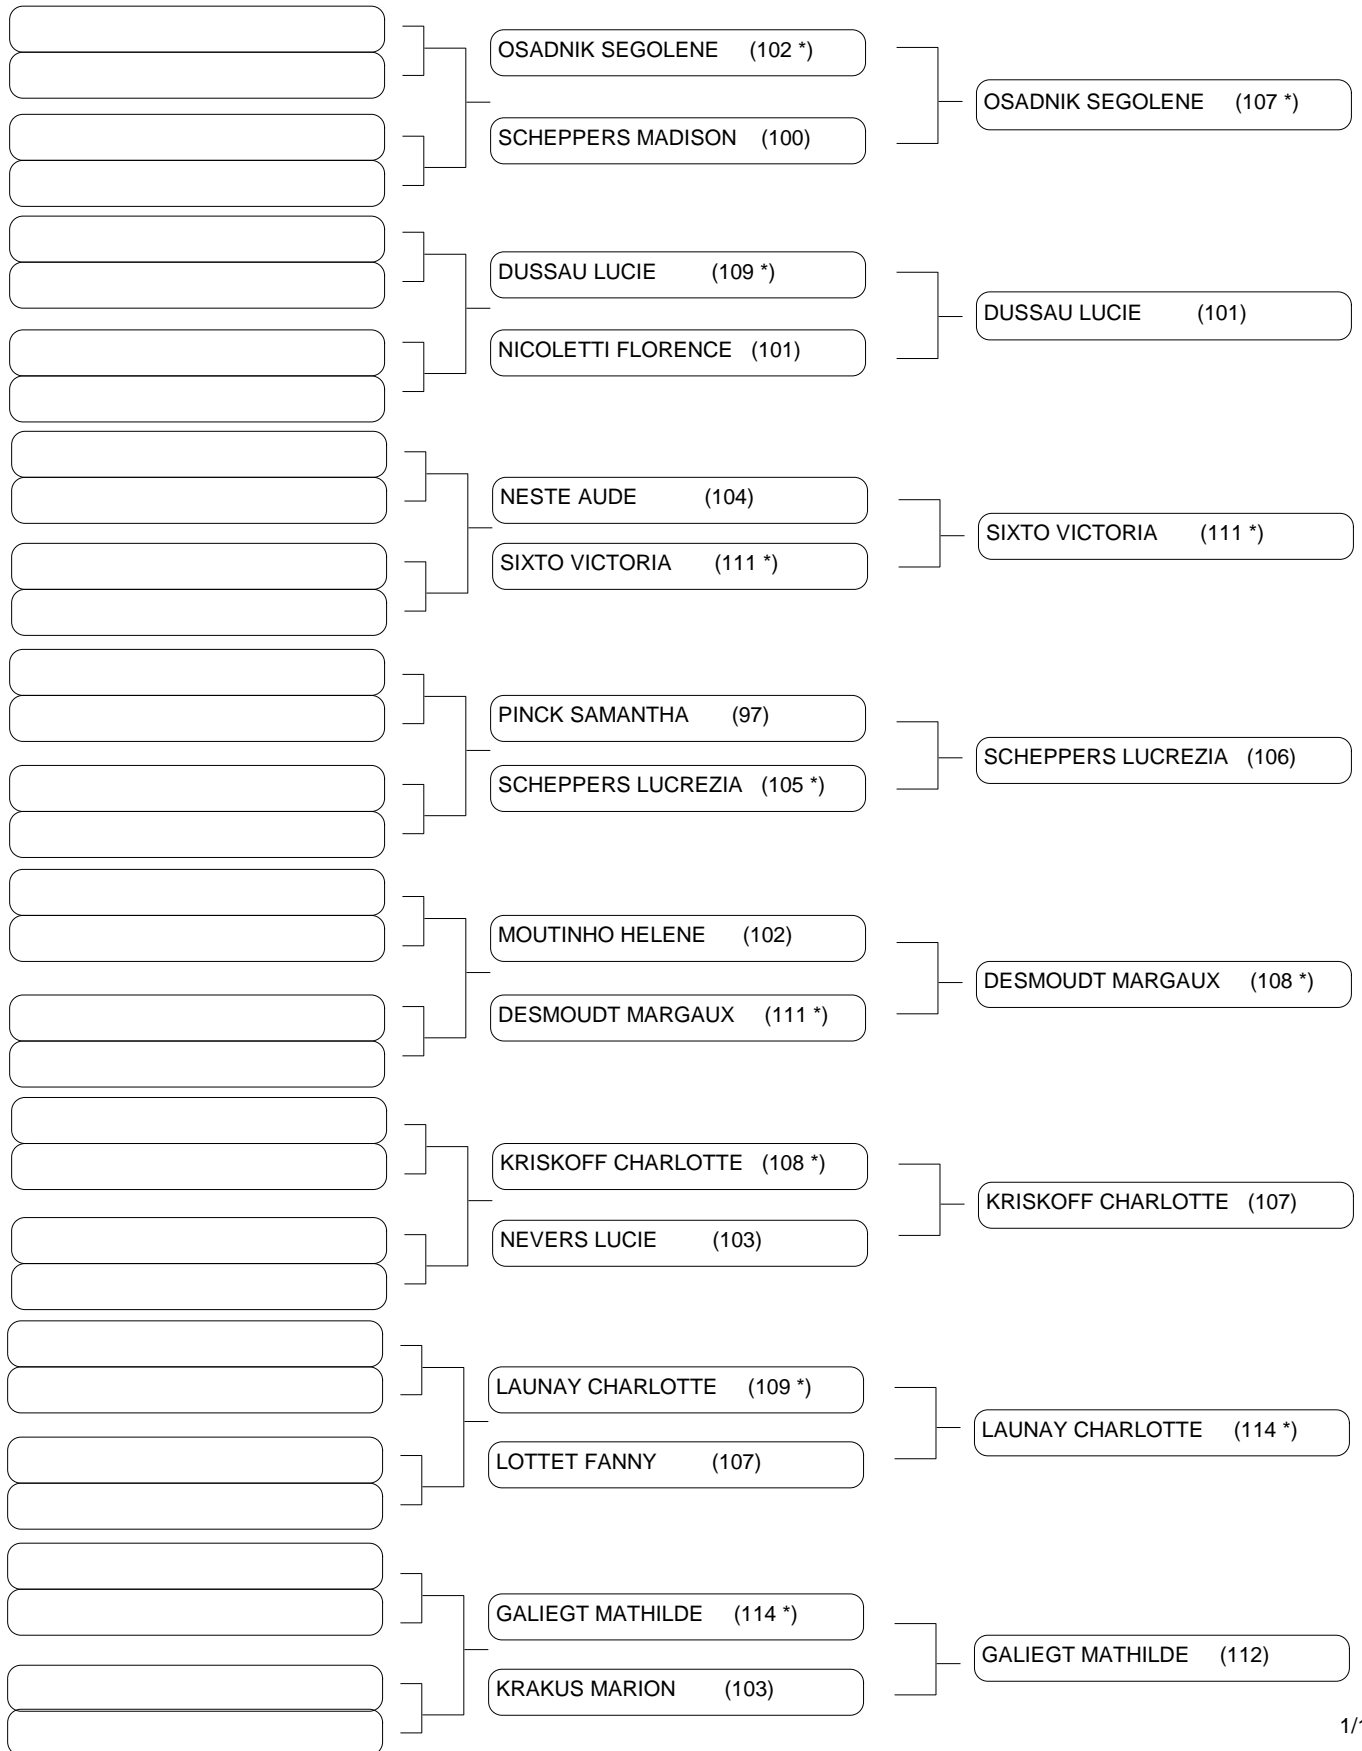 OSADNIK SEGOLENE (102 *)
OSADNIK SEGOLENE (107 *)
SCHEPPERS MADISON (100)
DUSSAU LUCIE (109 *)
DUSSAU LUCIE (101)
NICOLETTI FLORENCE (101)
NESTE AUDE (104)
SIXTO VICTORIA (111 *)
SIXTO VICTORIA (111 *)
PINCK SAMANTHA (97)
SCHEPPERS LUCREZIA (106)
SCHEPPERS LUCREZIA (105 *)
MOUTINHO HELENE (102)
DESMOUDT MARGAUX (108 *)
DESMOUDT MARGAUX (111 *)
KRISKOFF CHARLOTTE (108 *)
KRISKOFF CHARLOTTE (107)
NEVERS LUCIE (103)
LAUNAY CHARLOTTE (109 *)
LAUNAY CHARLOTTE (114 *)
LOTTET FANNY (107)
GALIEGT MATHILDE (114 *)
GALIEGT MATHILDE (112)
KRAKUS MARION (103)
1/1